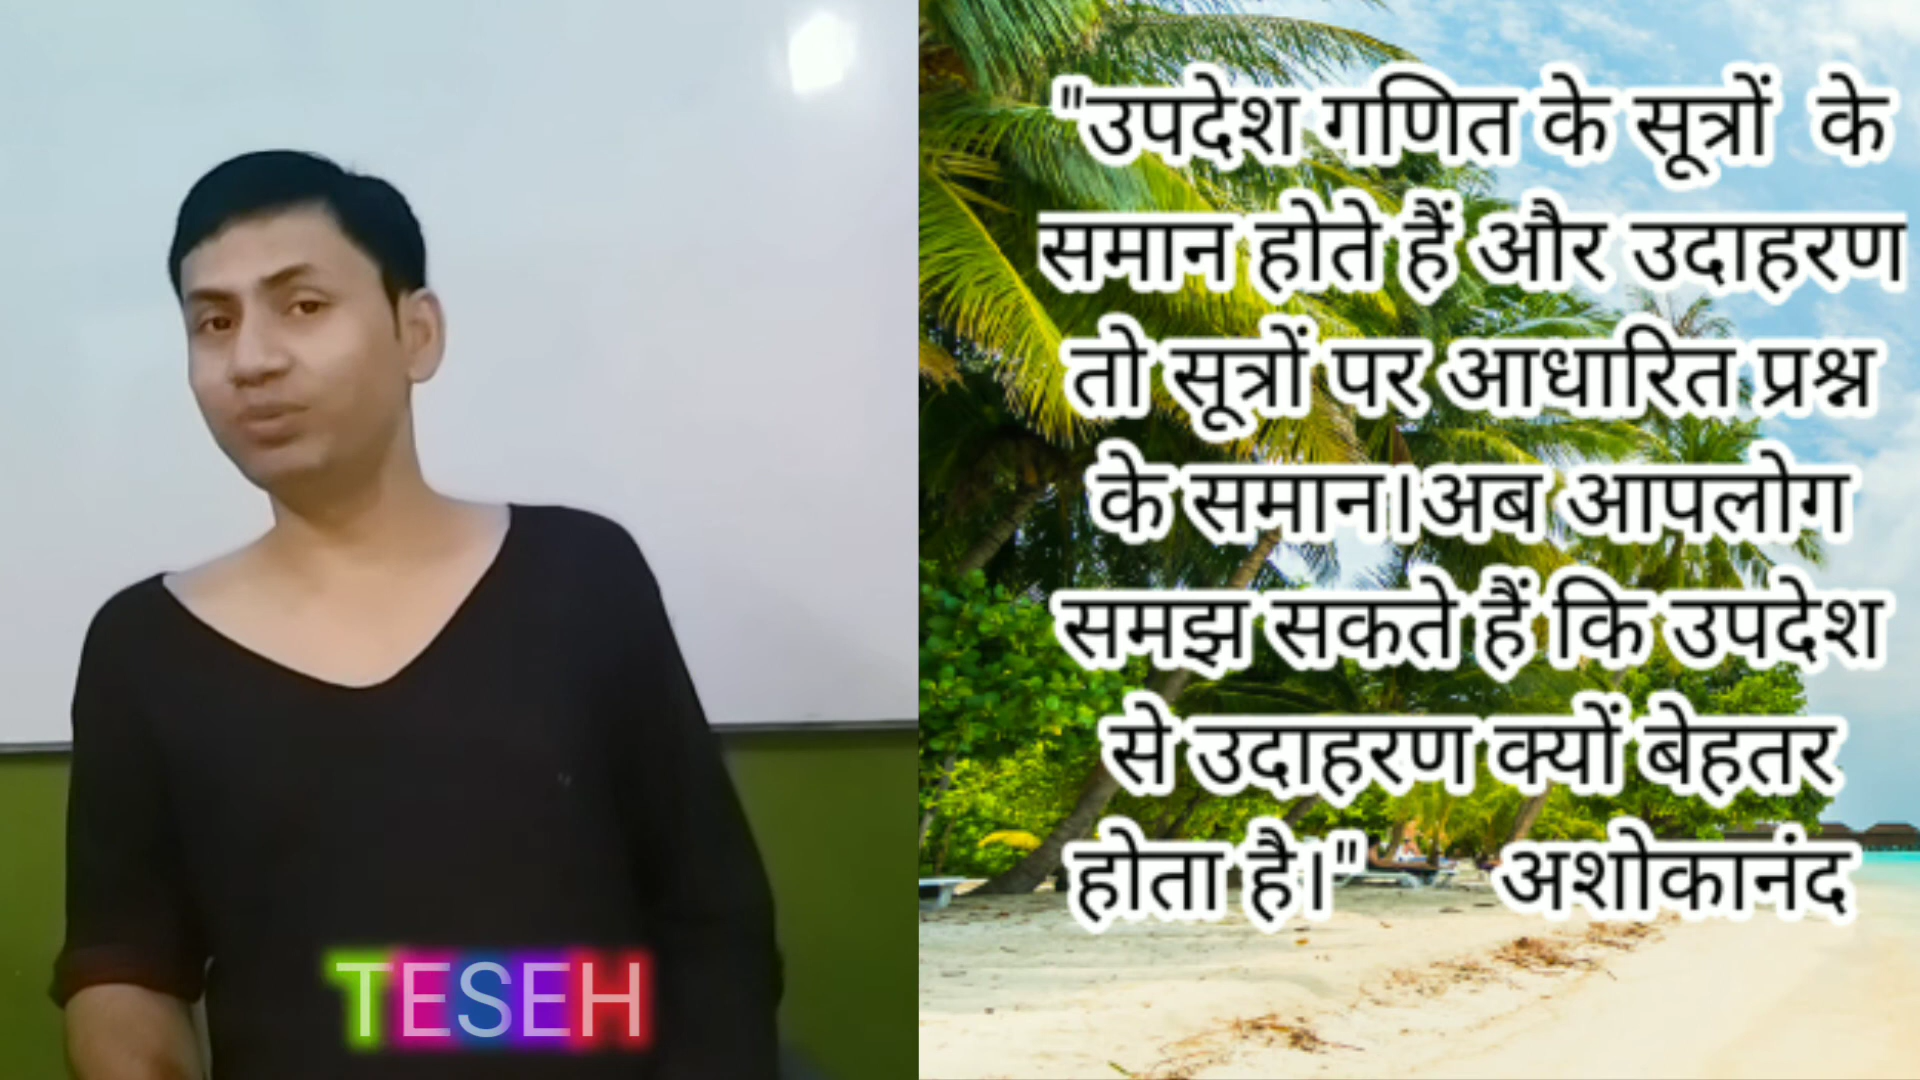 "उपदेश गणित के सूत्रों के
समान होते हैं और उदाहरण
तो सूत्रों पर आधारित प्रश्न
के समान।अब आपलोग
समझ सकते हैं कि उपदेश
से उदाहरण क्यों बेहतर
होता है।" अशोकानंद
TESEH